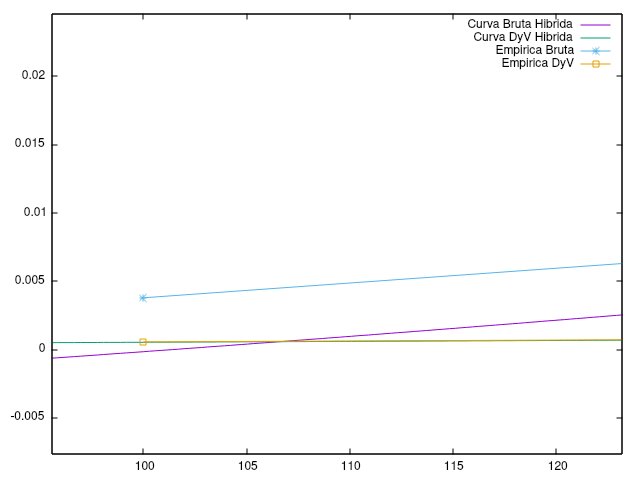 Curva Bruta Hibrida
Curva DyV Hibrida
Empirica Bruta
Empirica DyV
0.02
0.015
0.01
0.005
0
-0.005
100
105
110
115
120